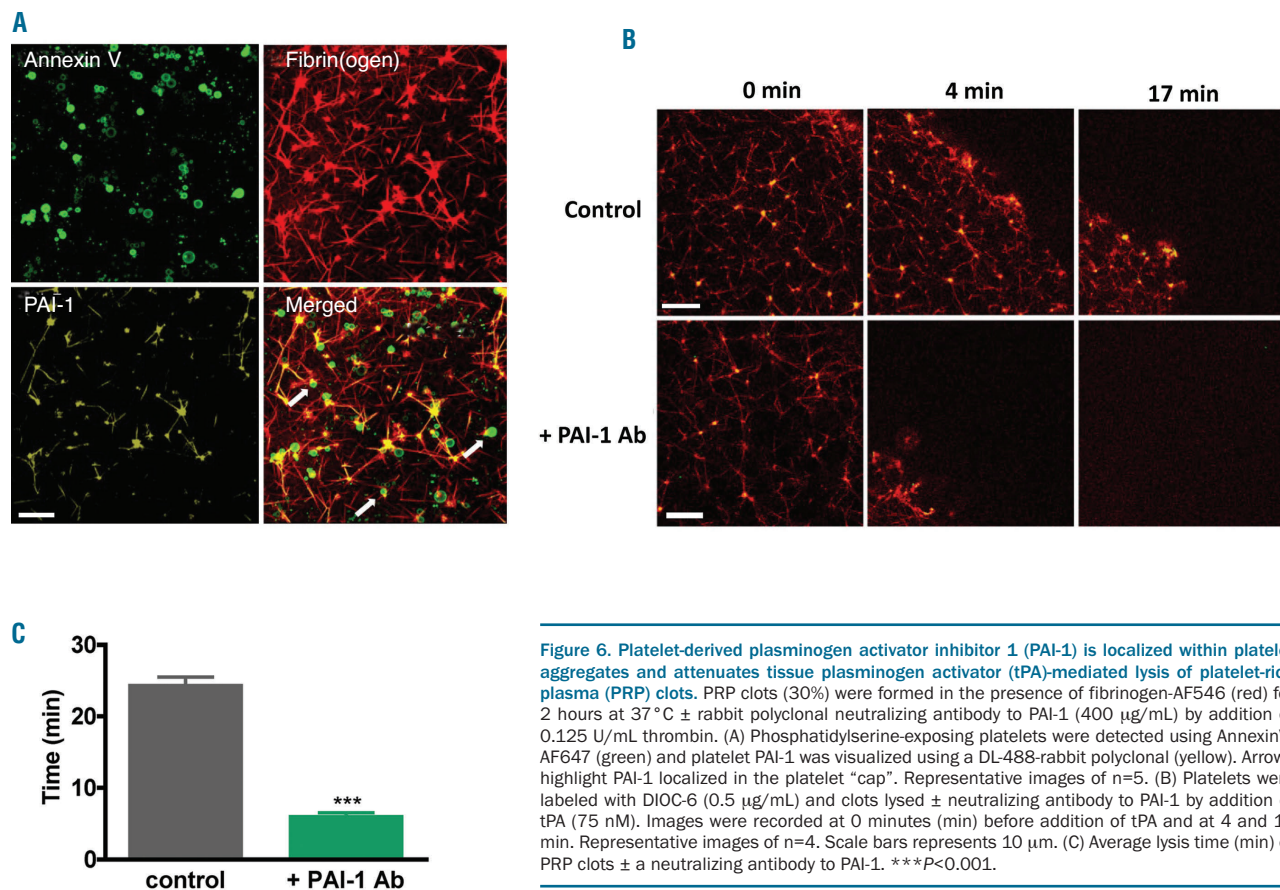 A
Annexin V
Fibrin(ogen)
PAI-1
Merged
B
0 min
4 min
17 min
Control
+ PAI-1 Ab
C
Time (min)
30
20
10
0
***
control
+ PAI-1 Ab
Figure 6. Platelet-derived plasminogen activator inhibitor 1 (PAI-1) is localized within
aggregates and attenuates tissue plasminogen activator (tPA)-mediated lysis of
plasma (PRP) clots. PRP clots (30%) were formed in the presence of fibrinogen-AF546 (red)
2 hours at 37°C ± rabbit polyclonal neutralizing antibody to PAI-1 (400 μg/mL) by addition
0.125 U/mL thrombin. (A) Phosphatidylserine-exposing platelets were detected using
AF647 (green) and platelet PAI-1 was visualized using a DL-488-rabbit polyclonal (yellow).
highlight PAI-1 localized in the platelet “cap”. Representative images of n=5. (B) Platelets
labeled with DIOC-6 (0.5 μg/mL) and clots lysed ± neutralizing antibody to PAI-1 by addition
tPA (75 nM). Images were recorded at 0 minutes (min) before addition of tPA and at 4 and
min. Representative images of n=4. Scale bars represents 10 μm. (C) Average lysis time (min)
PRP clots ± a neutralizing antibody to PAI-1. ***P<0.001.